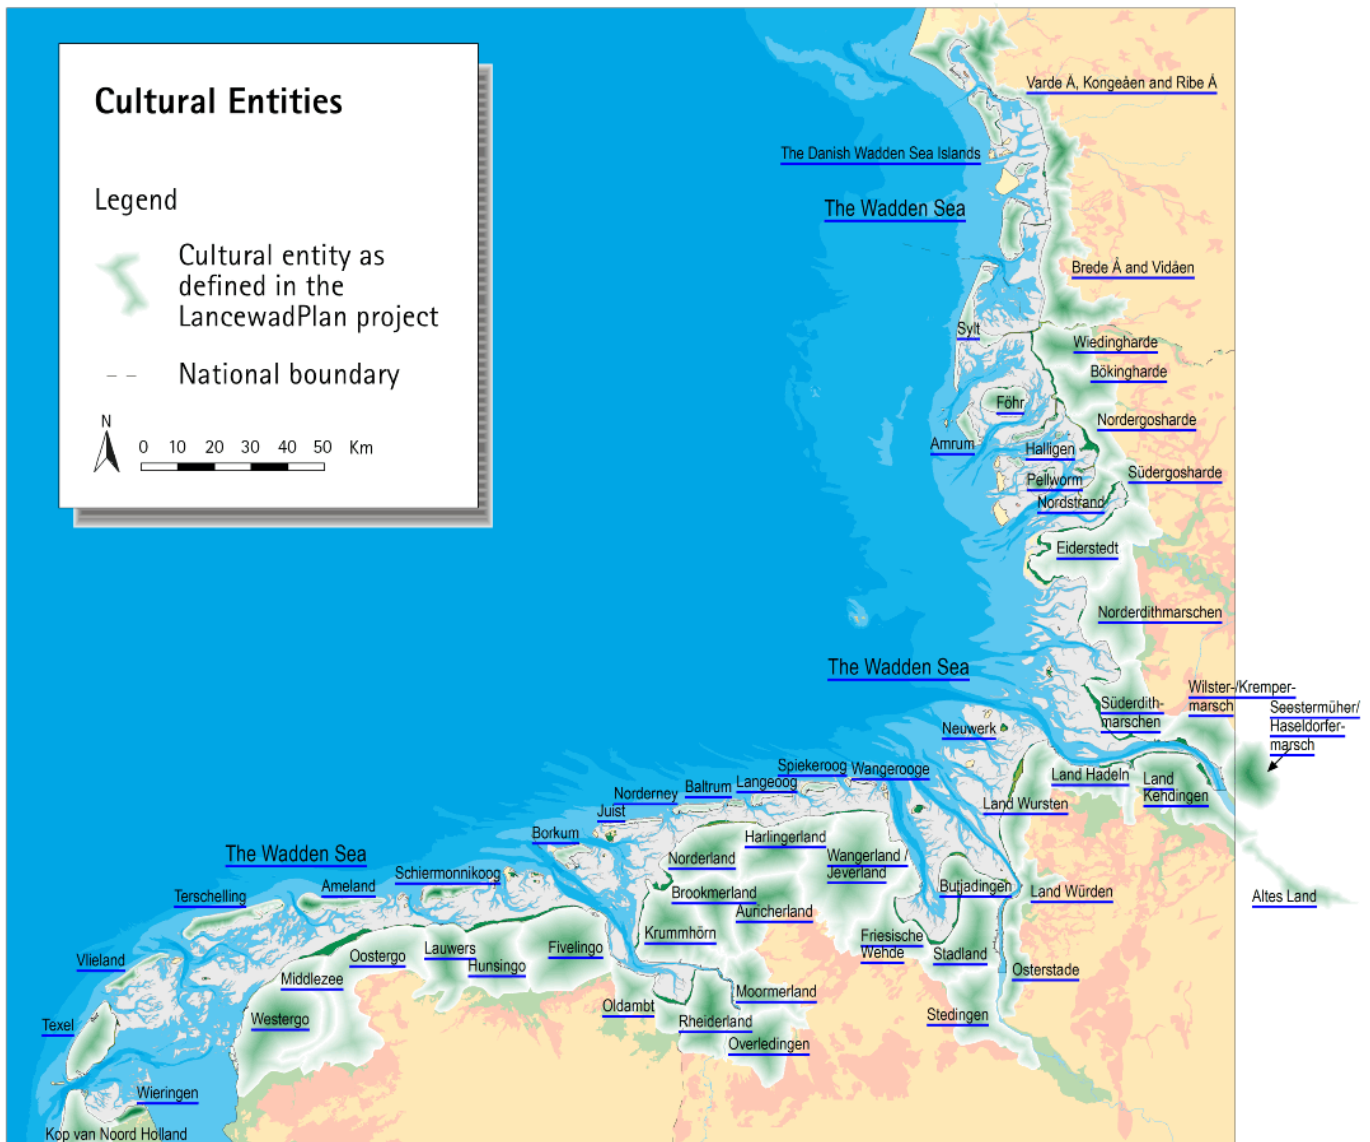 Cultural Entities
Legend
Cultural entity as
defined in the
LancewadPlan project
National boundary
N
0 10 20 30 40 50 Km
Varde Å, Kongeåen and Ribe Å
The Danish Wadden Sea Islands
The Wadden Sea
Brede Å and Vidåen
Sylt
Wiedingharde
Bökingharde
Föhr
Nordergosharde
Amrum
Halligen
Südergosharde
Pellworm
Nordstrand
Eiderstedt
Norderdithmarschen
The Wadden Sea
Wilster-/Kremper-
marsch
Seestermüher/
Haseldorfer-
marsch
Süderdith-
marschen
Neuwerk
Land Hadeln
Land
Kehdingen
Land Wursten
Spiekeroog
Wangerooge
Langeoog
Baltrum
Norderney
Juist
Borkum
Harlingerland
Norderland
Wangerland /
Jeverland
The Wadden Sea
Schiermonnikoog
Ameland
Terschelling
Brookmerland
Butjadingen
Land Würden
Altes Land
Auricherland
Krummhörn
Friesische
Wehde
Stadland
Fivelingo
Lauwers
Hunsingo
Oostergo
Vlieland
Middlezee
Osterstade
Moormerland
Oldambt
Rheiderland
Stedingen
Westergo
Texel
Overledingen
Wieringen
Kop van Noord Holland